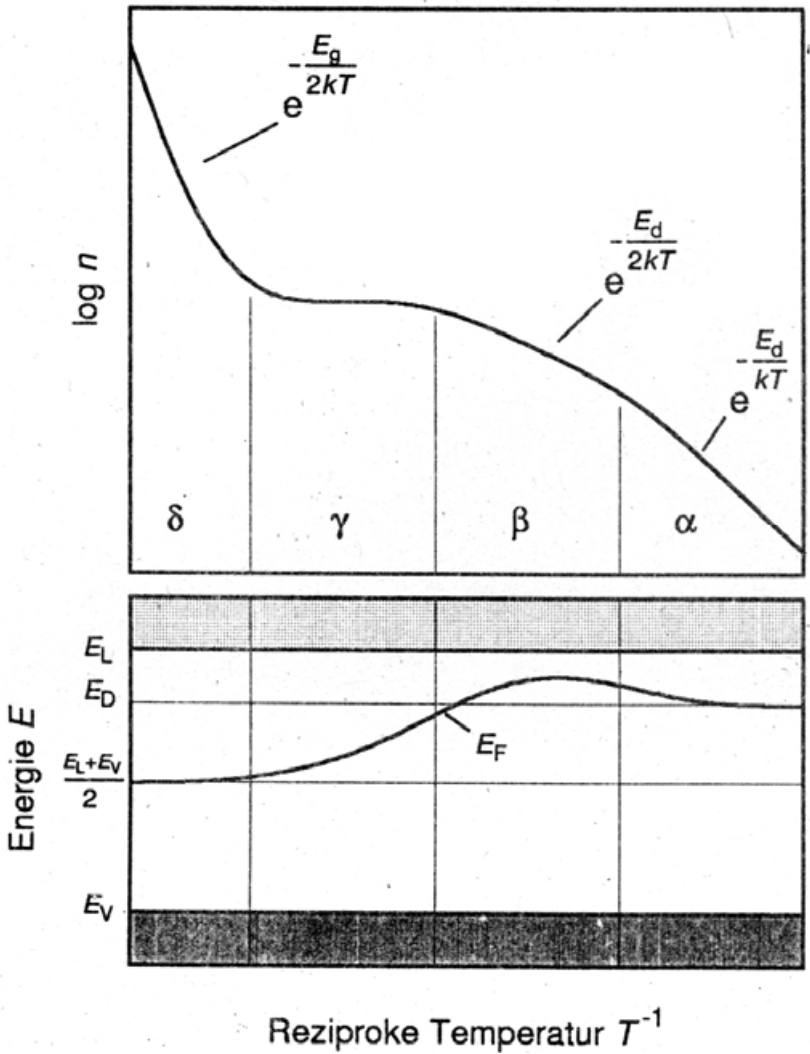 e^{-\frac{E_g}{2kT}}
e^{-\frac{E_d}{2kT}}
e^{-\frac{E_d}{kT}}
log n
δ γ β α
E_L
E_D
\frac{E_L+E_V}{2}
E_V
E_F
Energie E
Reziproke Temperatur T^{-1}